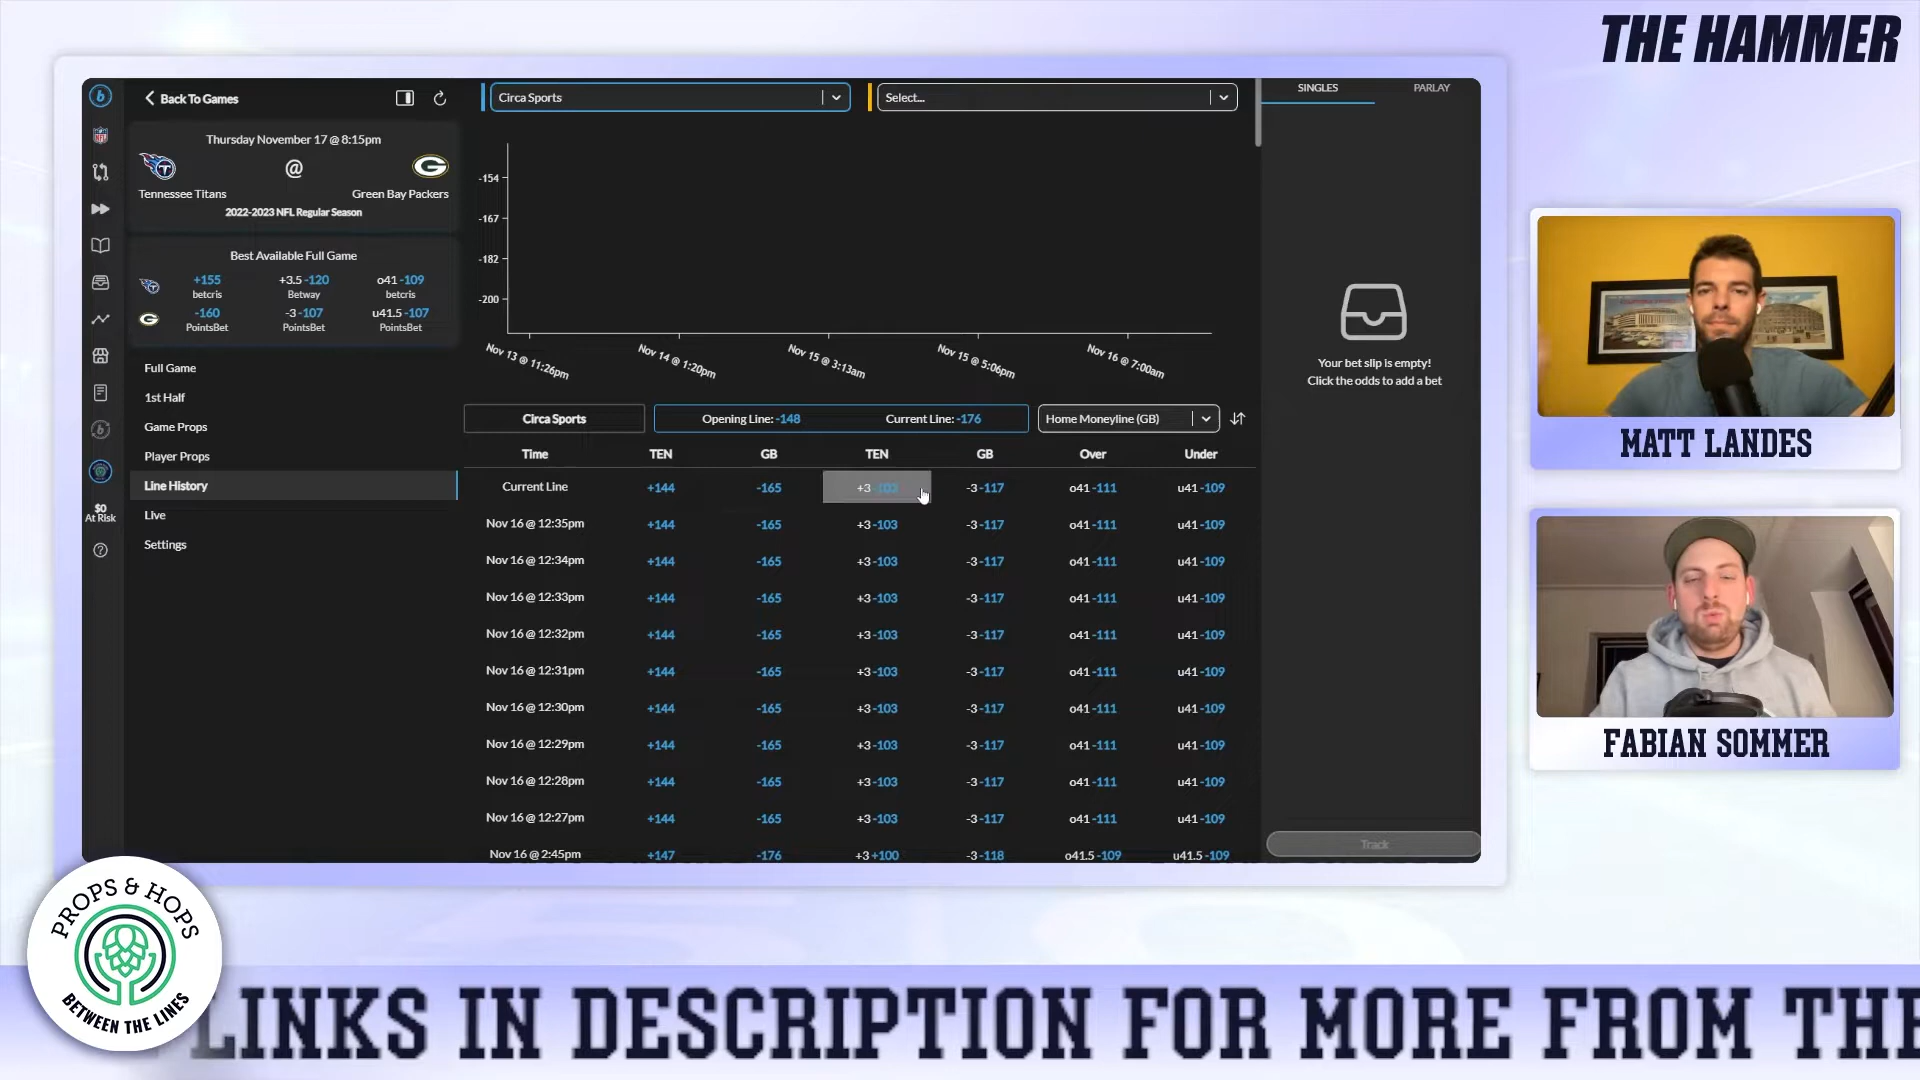 THE HAMMER
Back To Games
Circa Sports
Select...
SINGLES
PARLAY
Thursday November 17 @ 8:15pm
@
Tennessee Titans
Green Bay Packers
2022-2023 NFL Regular Season
Best Available Full Game
+155 +3.5 -120 o41 -109
betcris Betway betcris
-160 -3 -107 u41.5 -107
PointsBet PointsBet PointsBet
Full Game
1st Half
Game Props
Player Props
Line History
Live
Settings
$0
At Risk
-154
-167
-182
-200
Nov 13 @ 11:26pm
Nov 14 @ 1:20pm
Nov 15 @ 3:13am
Nov 15 @ 5:06pm
Nov 16 @ 7:00am
Circa Sports
Opening Line: -148 Current Line: -176
Home Moneyline (GB)
Time TEN GB TEN GB Over Under
Current Line +144 -165 +3 -103 -3 -117 o41 -111 u41 -109
Nov 16 @ 12:35pm +144 -165 +3 -103 -3 -117 o41 -111 u41 -109
Nov 16 @ 12:34pm +144 -165 +3 -103 -3 -117 o41 -111 u41 -109
Nov 16 @ 12:33pm +144 -165 +3 -103 -3 -117 o41 -111 u41 -109
Nov 16 @ 12:32pm +144 -165 +3 -103 -3 -117 o41 -111 u41 -109
Nov 16 @ 12:31pm +144 -165 +3 -103 -3 -117 o41 -111 u41 -109
Nov 16 @ 12:30pm +144 -165 +3 -103 -3 -117 o41 -111 u41 -109
Nov 16 @ 12:29pm +144 -165 +3 -103 -3 -117 o41 -111 u41 -109
Nov 16 @ 12:28pm +144 -165 +3 -103 -3 -117 o41 -111 u41 -109
Nov 16 @ 12:27pm +144 -165 +3 -103 -3 -117 o41 -111 u41 -109
Nov 16 @ 2:45pm +147 -176 +3 +100 -3 -118 o41.5 -109 u41.5 -109
Your bet slip is empty!
Click the odds to add a bet
Track
MATT LANDES
FABIAN SOMMER
PROPS & HOPS
BETWEEN THE LINES
LINKS IN DESCRIPTION FOR MORE FROM THE